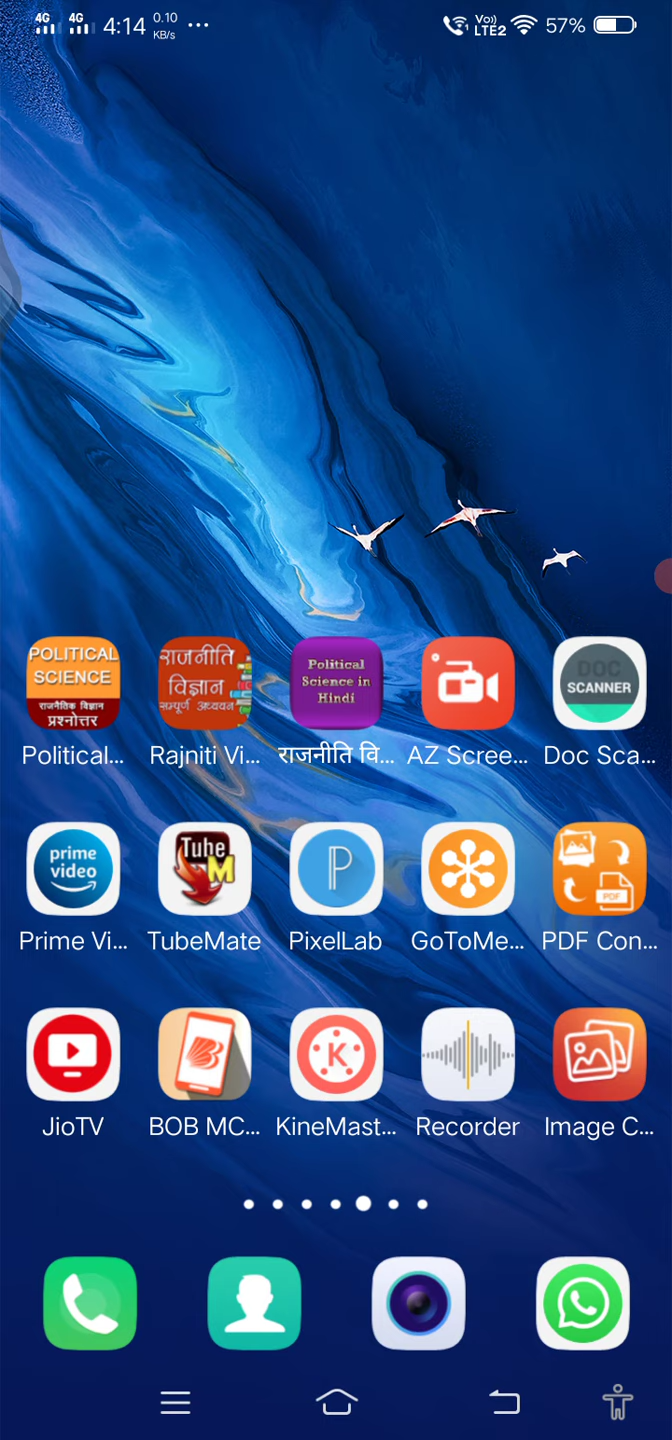 4G 4G 4:14 0.10 KB/s ... Vo)) LTE2 57%
POLITICAL SCIENCE राजनैतिक विज्ञान प्रश्नोत्तर
राजनीति विज्ञान सम्पूर्ण अध्ययन
Political Science in Hindi
DOC SCANNER
Political... Rajniti Vi... राजनीति वि... AZ Scree... Doc Sca...
prime video
Tube M
P
PDF
Prime Vi... TubeMate PixelLab GoToMe... PDF Con...
K
JioTV BOB MC... KineMast... Recorder Image C...